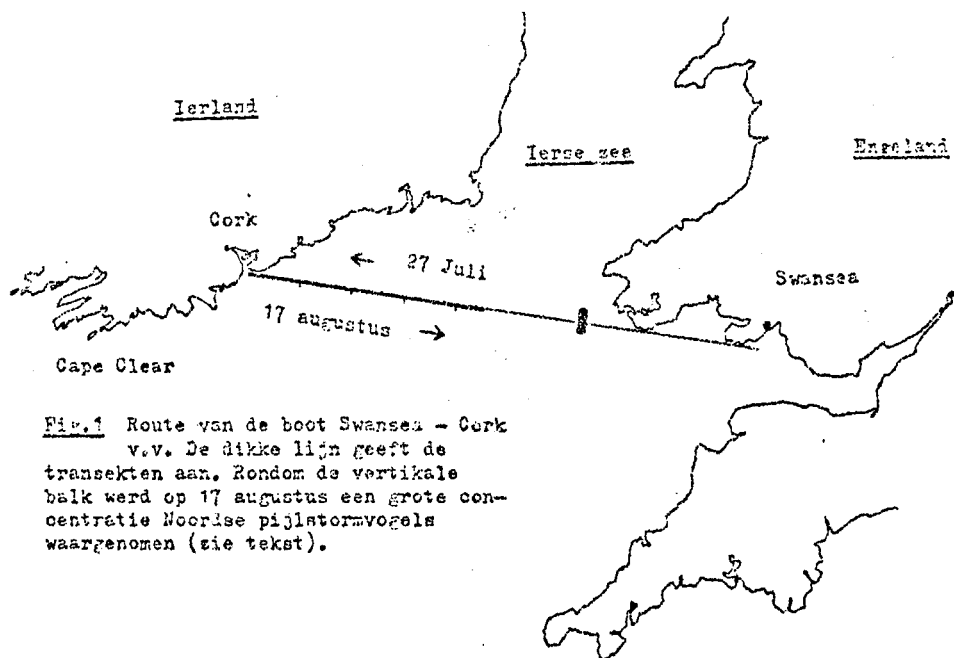 Ierland
Ierse zee
Engeland
Cork
← 27 Juli
Swansea
17 augustus →
Cape Clear
Fig.1 Route van de boot Swansea - Cork
v.v. De dikke lijn geeft de
transekten aan. Rondom de vertikale
balk werd op 17 augustus een grote con-
centratie Noordse pijlstormvogels
waargenomen (zie tekst).